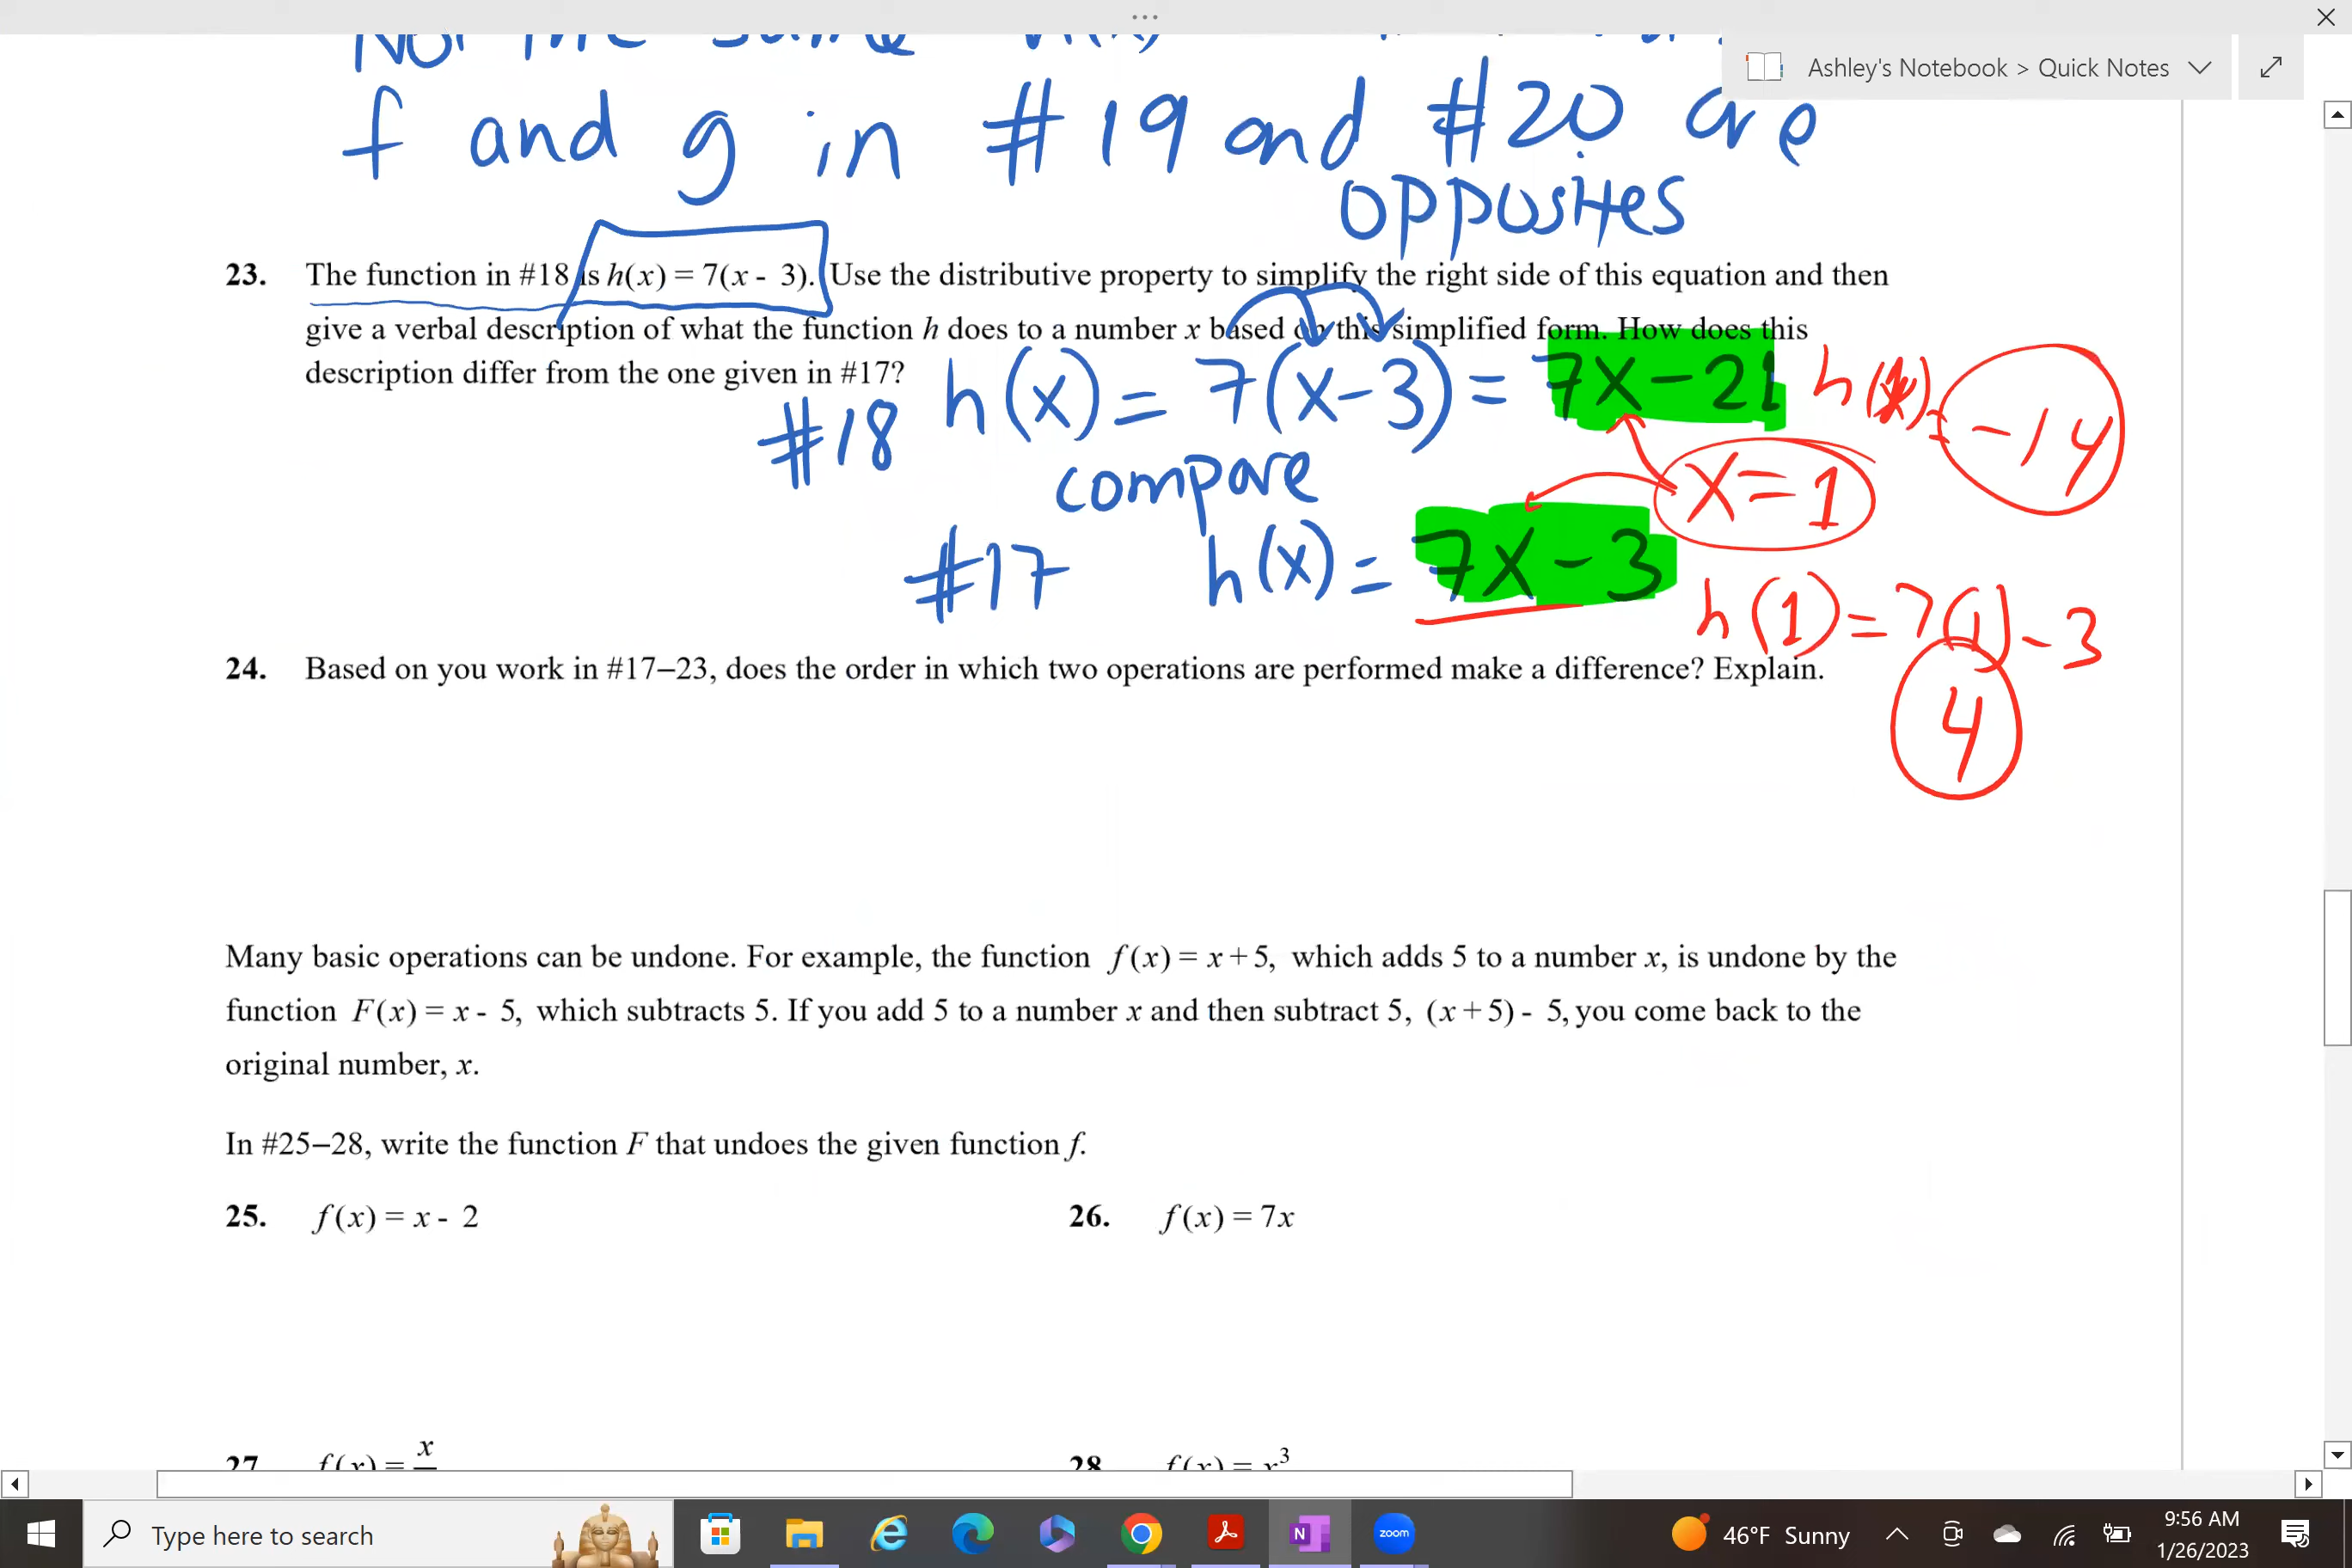 Ashley's Notebook > Quick Notes
Not the same h(x)
f and g in #19 and #20 are
opposites
23. The function in #18 is h(x) = 7(x - 3). Use the distributive property to simplify the right side of this equation and then
give a verbal description of what the function h does to a number x based on this simplified form. How does this
description differ from the one given in #17?
#18 h(x) = 7(x-3) = 7x-21 h(x) = -14
compare x=1
#17 h(x) = 7x-3
h(1) = 7(1) - 3
4
24. Based on you work in #17–23, does the order in which two operations are performed make a difference? Explain.
Many basic operations can be undone. For example, the function f(x) = x+5, which adds 5 to a number x, is undone by the
function F(x) = x - 5, which subtracts 5. If you add 5 to a number x and then subtract 5, (x+5) - 5, you come back to the
original number, x.
In #25–28, write the function F that undoes the given function f.
25. f(x) = x - 2 26. f(x) = 7x
27. f(x) = x 28. f(x) = x³
Type here to search zoom 46°F Sunny 9:56 AM
1/26/2023